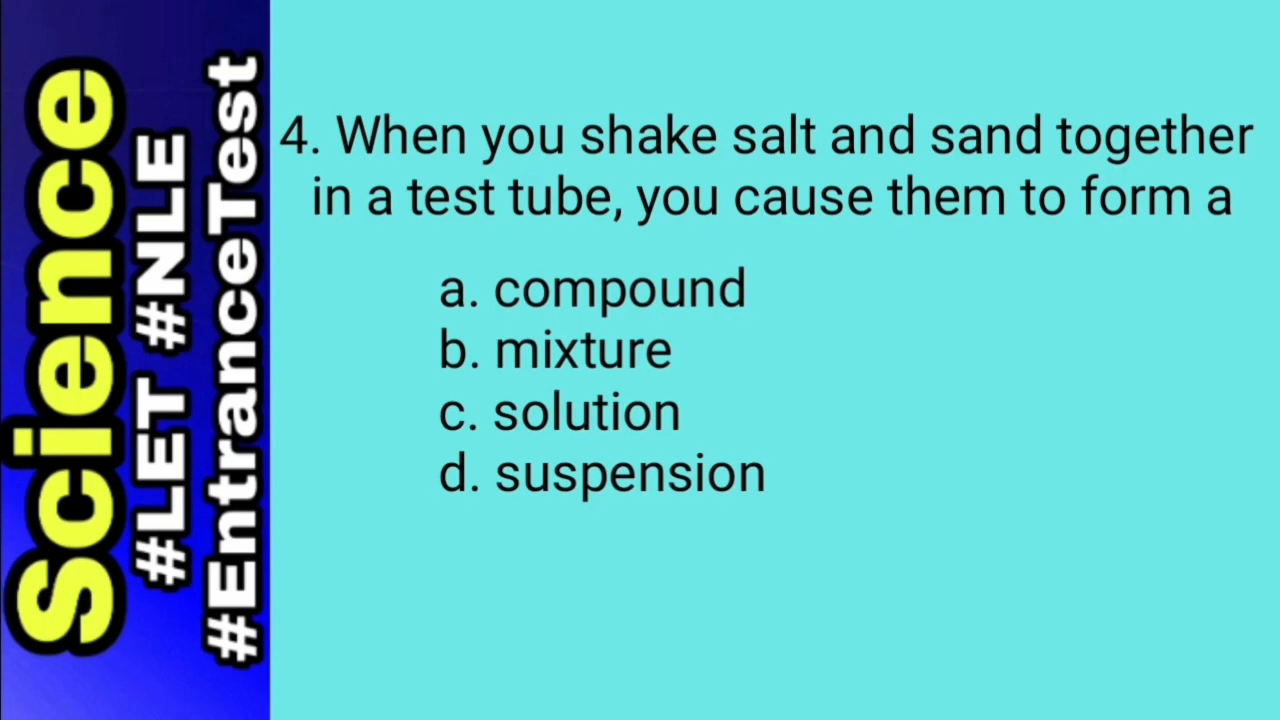 Science
#LET #NLE
#EntranceTest
4. When you shake salt and sand together
in a test tube, you cause them to form a
a. compound
b. mixture
c. solution
d. suspension